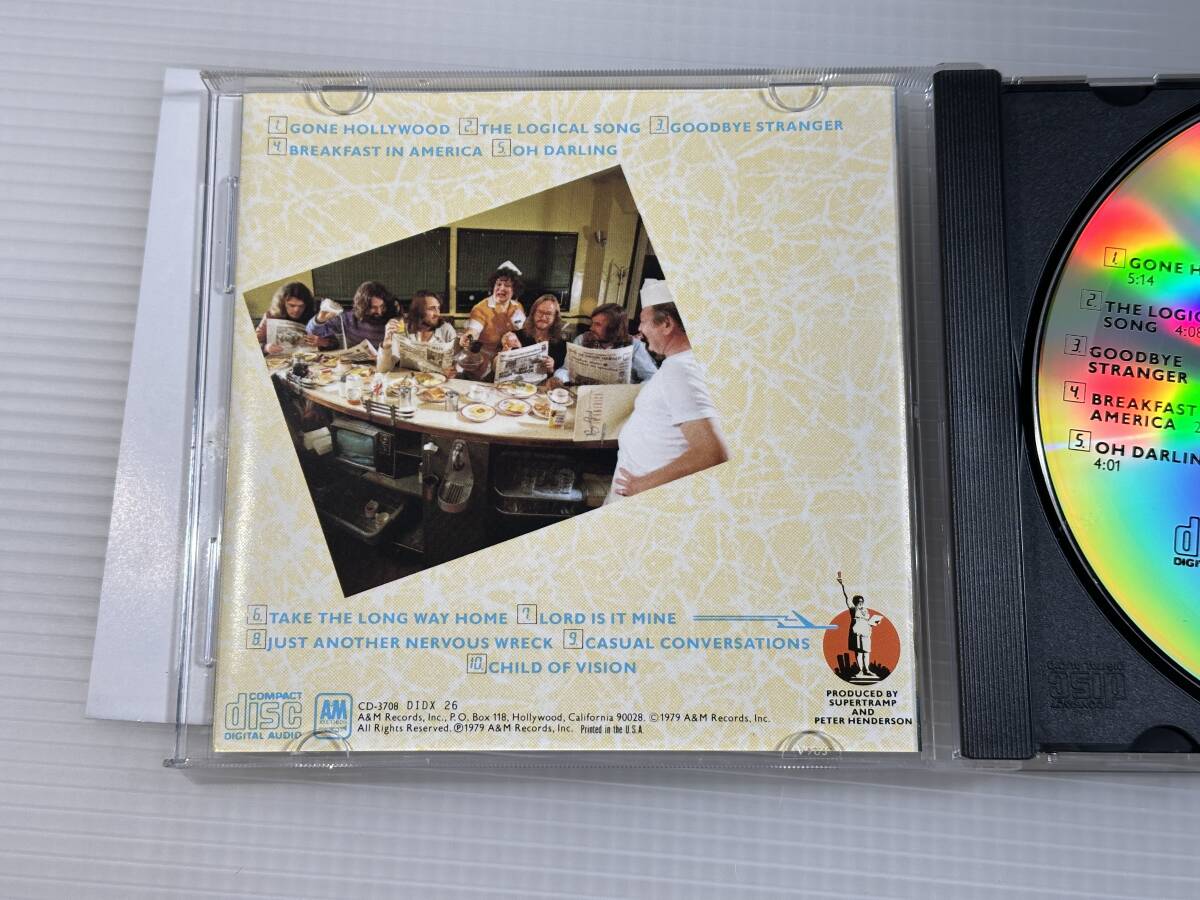 1. GONE HOLLYWOOD 2. THE LOGICAL SONG 3. GOODBYE STRANGER
4. BREAKFAST IN AMERICA 5. OH DARLING
6. TAKE THE LONG WAY HOME 7. LORD IS IT MINE
8. JUST ANOTHER NERVOUS WRECK 9. CASUAL CONVERSATIONS
10. CHILD OF VISION
PRODUCED BY
SUPERTRAMP
AND
PETER HENDERSON
COMPACT
disc
DIGITAL AUDIO
A&M
CD-3708 DIDX 26
A&M Records, Inc., P.O. Box 118, Hollywood, California 90028. ©1979 A&M Records, Inc.
All Rights Reserved. ℗1979 A&M Records, Inc. Printed in the U.S.A.
1. GONE H
5:14
2. THE LOGIC
SONG 4:08
3. GOODBYE
STRANGER
4. BREAKFAST
AMERICA 2
5. OH DARLIN
4:01